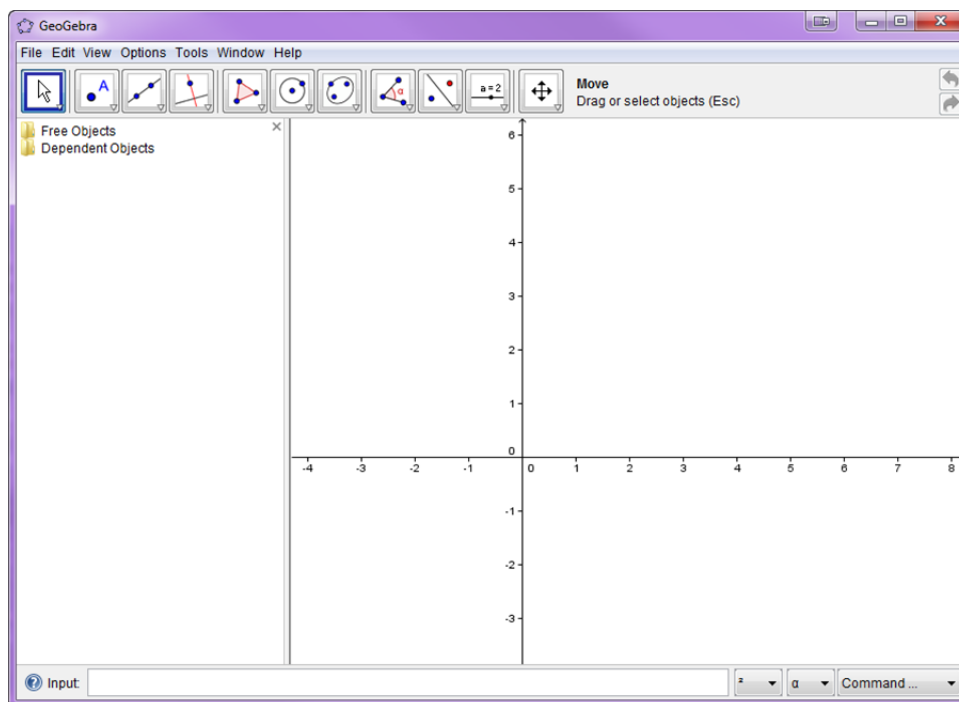 GeoGebra
File Edit View Options Tools Window Help
A
α
a=2
Move
Drag or select objects (Esc)
Free Objects
Dependent Objects
6
5
4
3
2
1
0
-4 -3 -2 -1 0 1 2 3 4 5 6 7 8
-1
-2
-3
Input: ² α Command ...